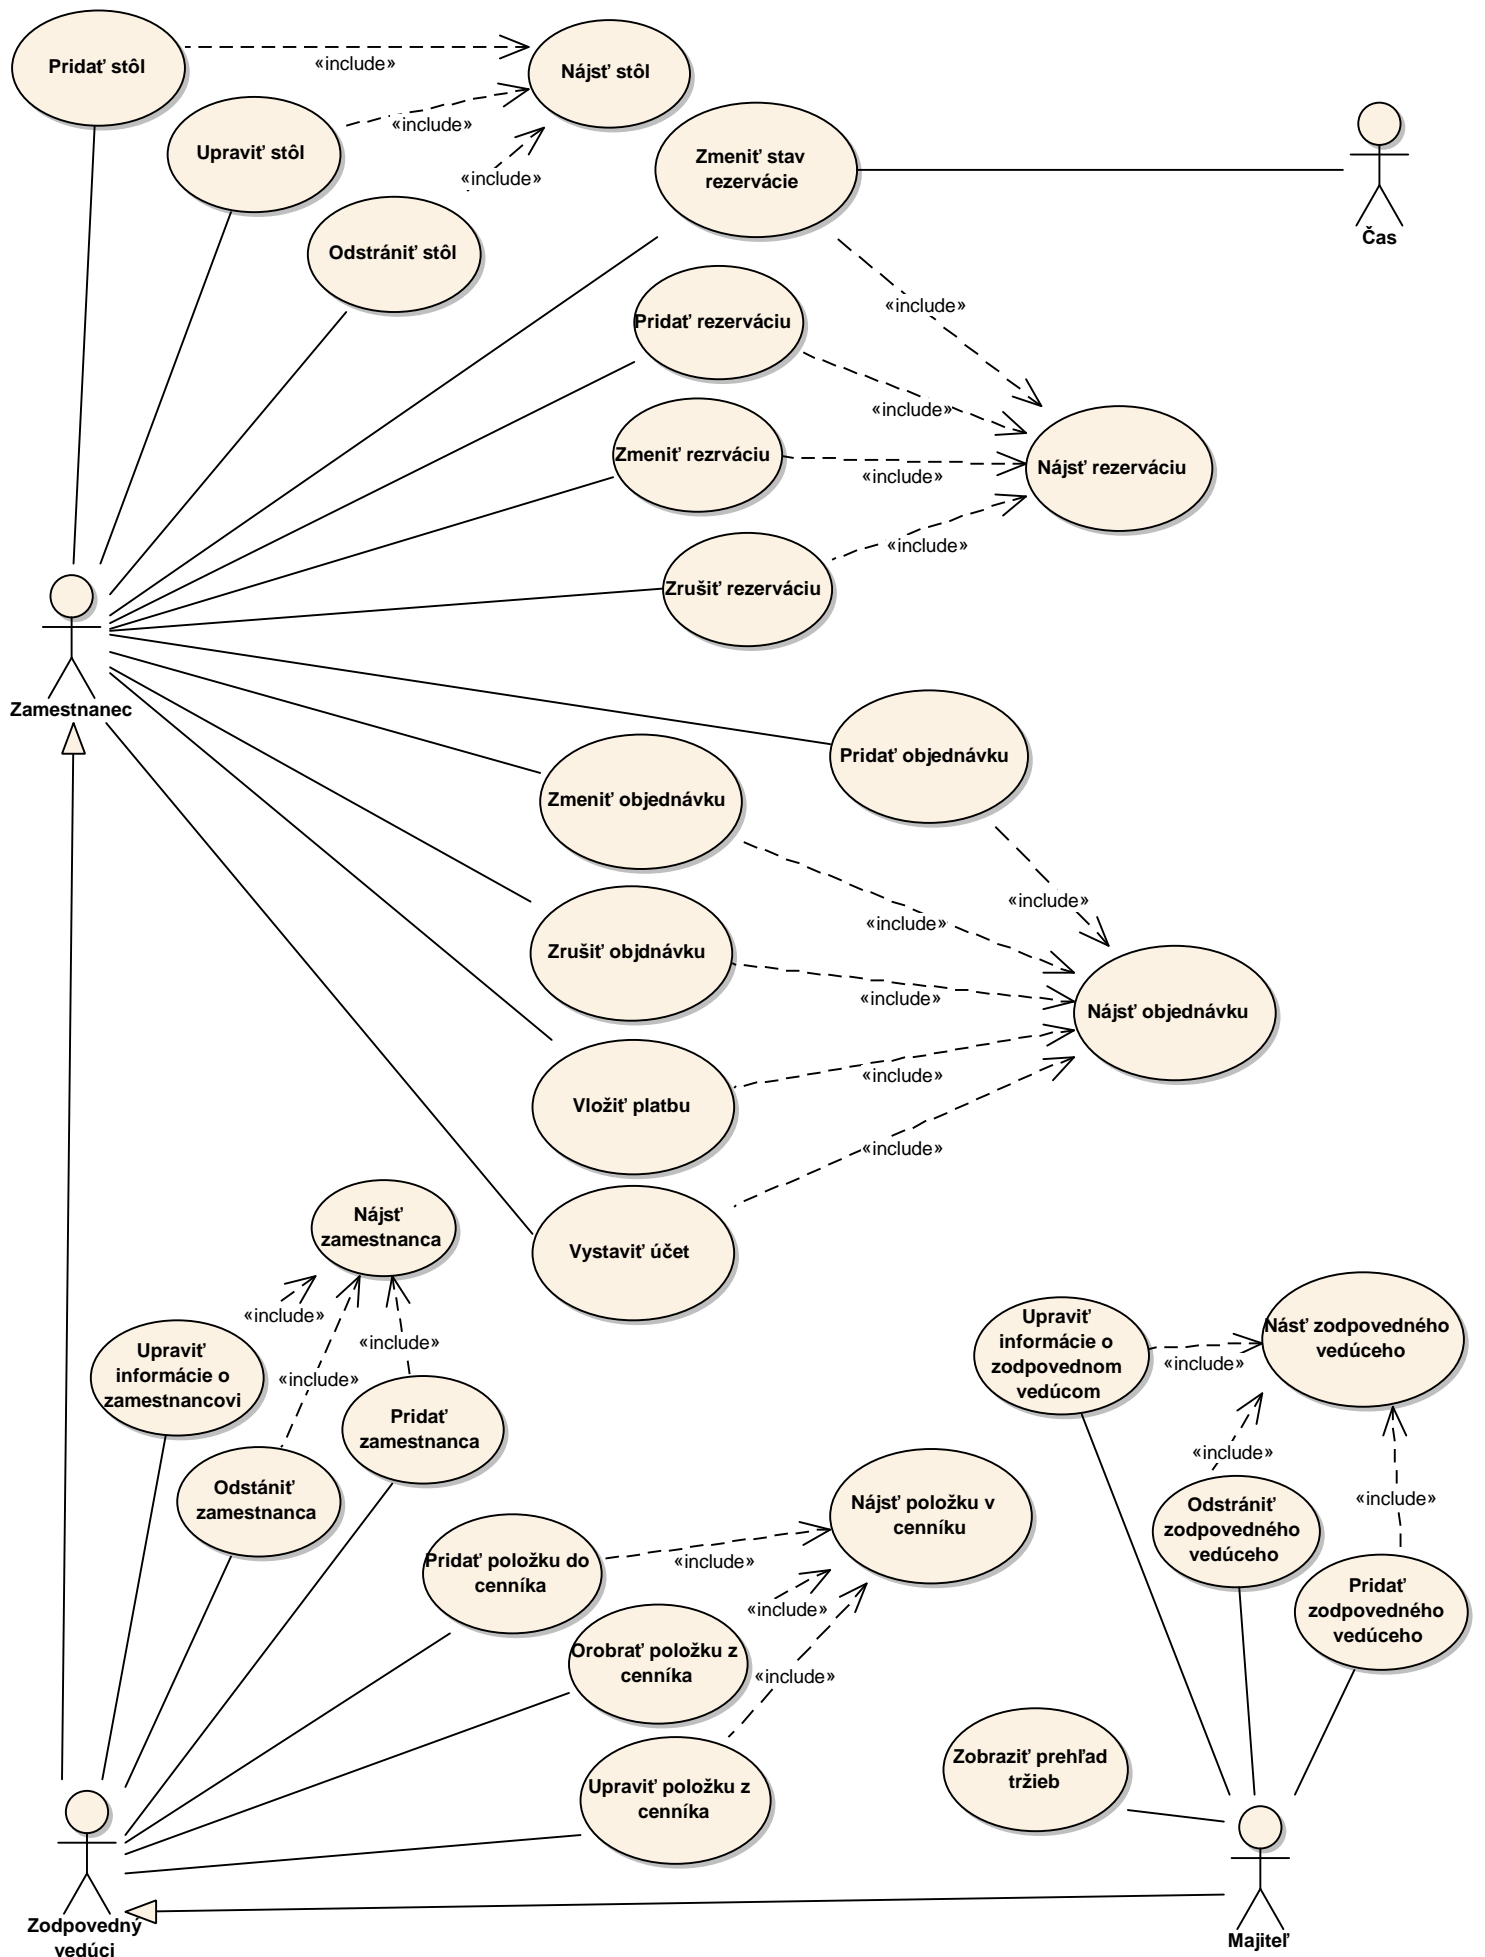 Pridať stôl
«include»
Nájsť stôl
Upraviť stôl
«include»
Odstrániť stôl
«include»
Zmeniť stav
rezervácie
Čas
«include»
Pridať rezerváciu
«include»
Zmeniť rezrváciu
«include»
Nájsť rezerváciu
Zrušiť rezerváciu
«include»
Zamestnanec
Pridať objednávku
Zmeniť objednávku
«include»
«include»
Zrušiť objdnávku
«include»
Nájsť objednávku
Vložiť platbu
«include»
«include»
Vystaviť účet
Nájsť
zamestnanca
«include»
«include»
«include»
Upraviť
informácie o
zamestnancovi
Pridať
zamestnanca
Odstániť
zamestnanca
Upraviť
informácie o
zodpovednom
vedúcom
«include»
Násť zodpovedného
vedúceho
«include»
«include»
Odstrániť
zodpovedného
vedúceho
Pridať
zodpovedného
vedúceho
Nájsť položku v
cenníku
Pridať položku do
cenníka
«include»
«include»
Orobrať položku z
cenníka
«include»
Upraviť položku z
cenníka
Zobraziť prehľad
tržieb
Zodpovedný
vedúci
Majiteľ